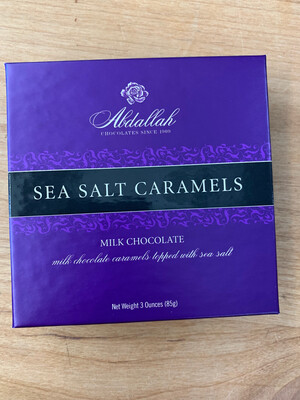 Abdallah
CHOCOLATES SINCE 1909
SEA SALT CARAMELS
MILK CHOCOLATE
milk chocolate caramels topped with sea salt
Net Weight 3 Ounces (85g)